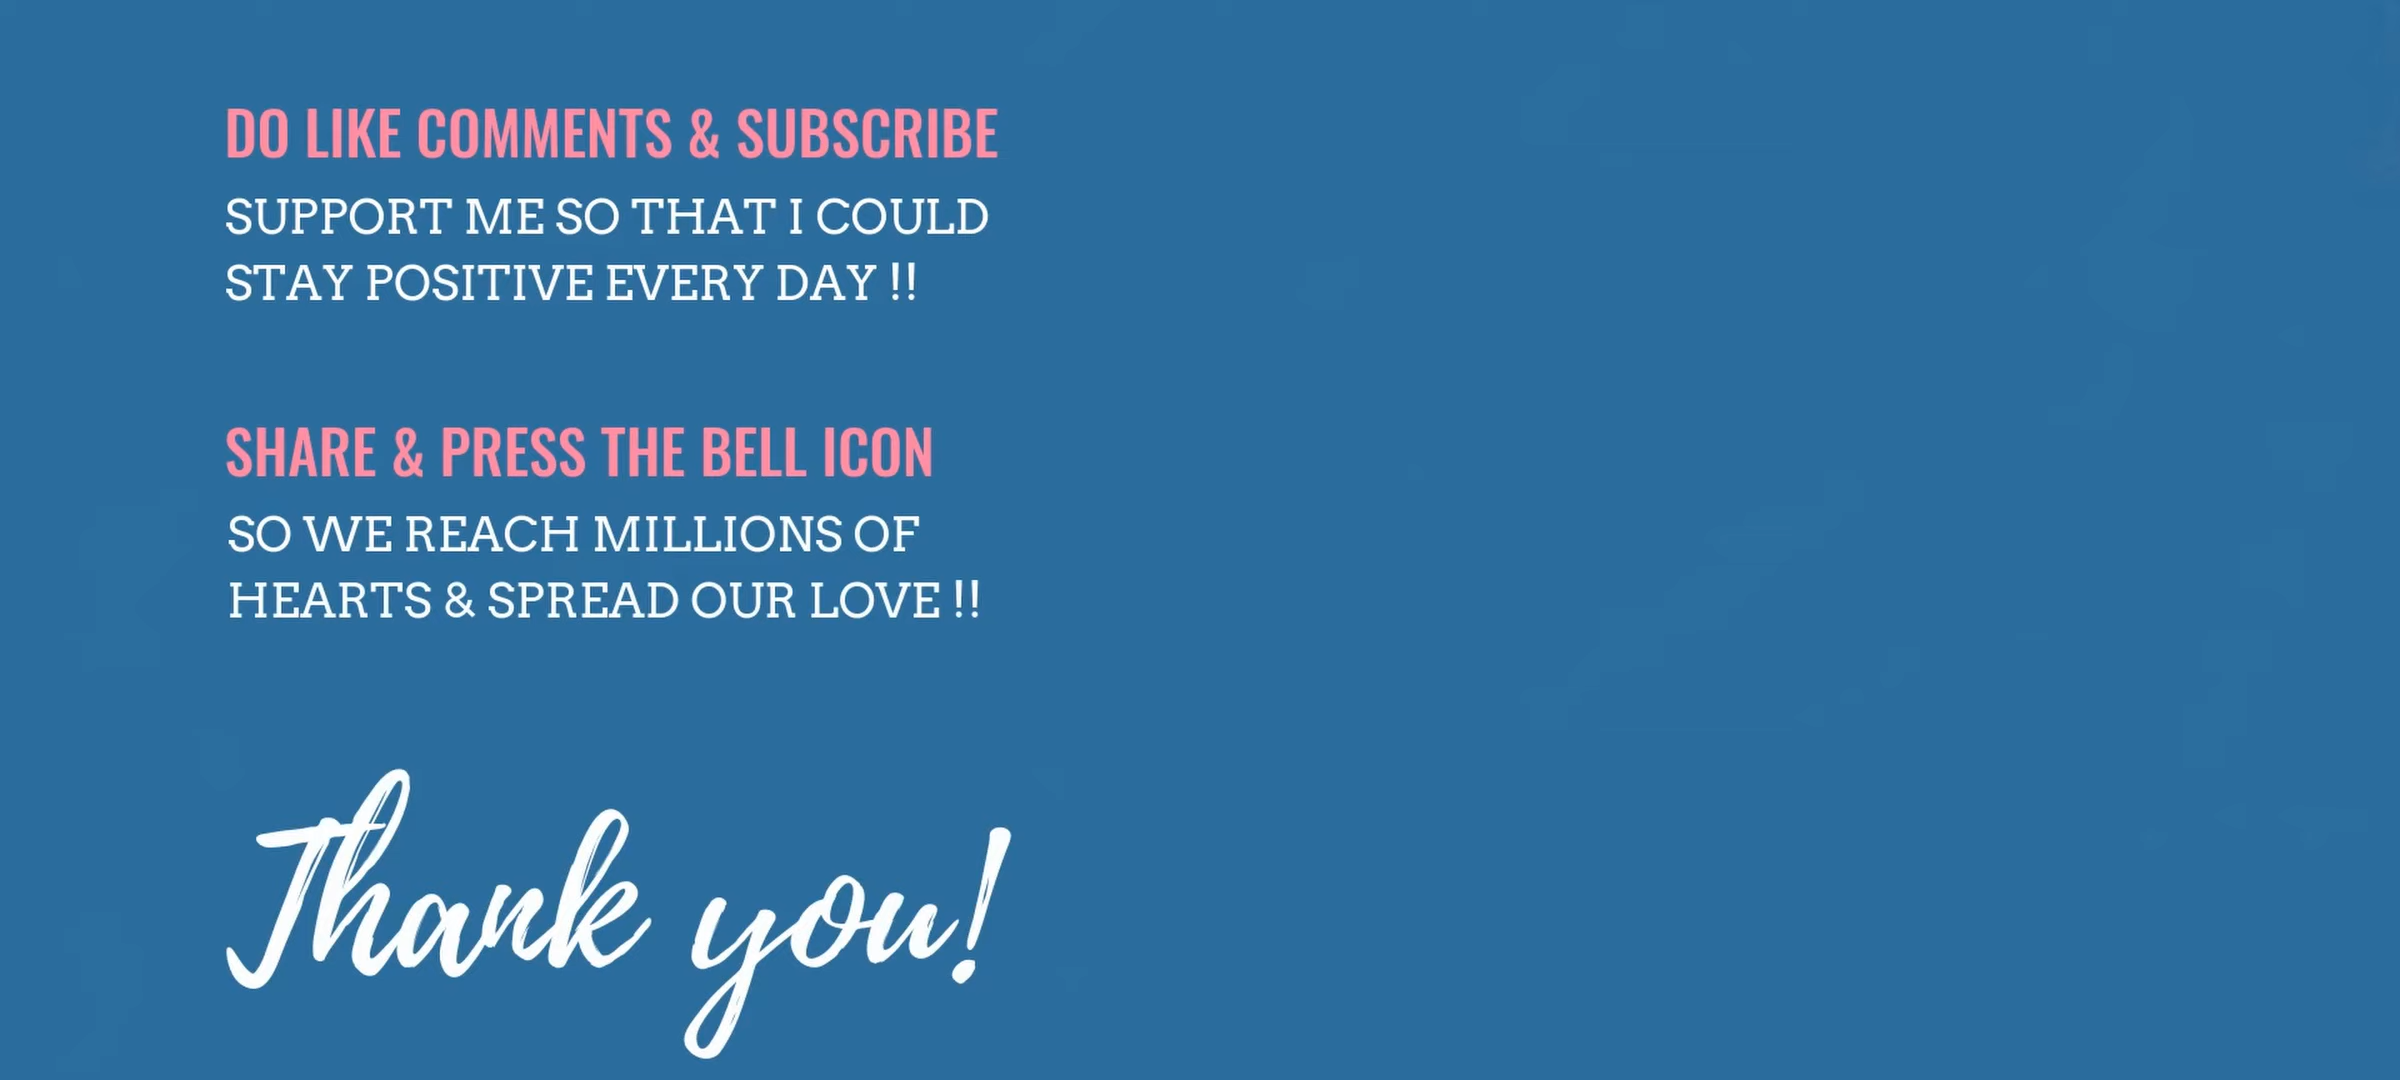 DO LIKE COMMENTS & SUBSCRIBE
SUPPORT ME SO THAT I COULD
STAY POSITIVE EVERY DAY !!
SHARE & PRESS THE BELL ICON
SO WE REACH MILLIONS OF
HEARTS & SPREAD OUR LOVE !!
Thank you!